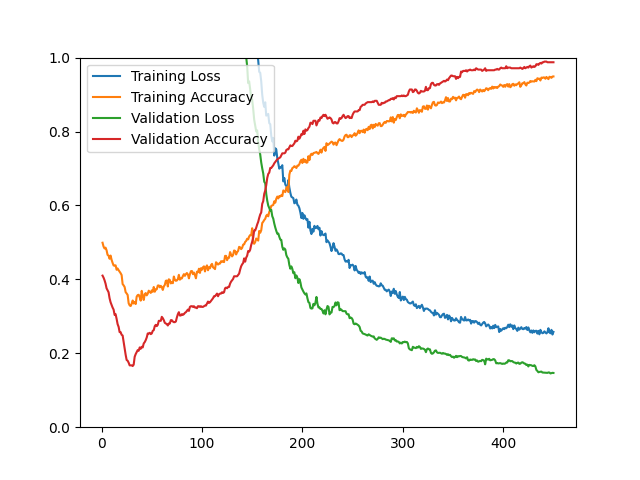 1.0
0.8
0.6
0.4
0.2
0.0
Training Loss
Training Accuracy
Validation Loss
Validation Accuracy
0 100 200 300 400